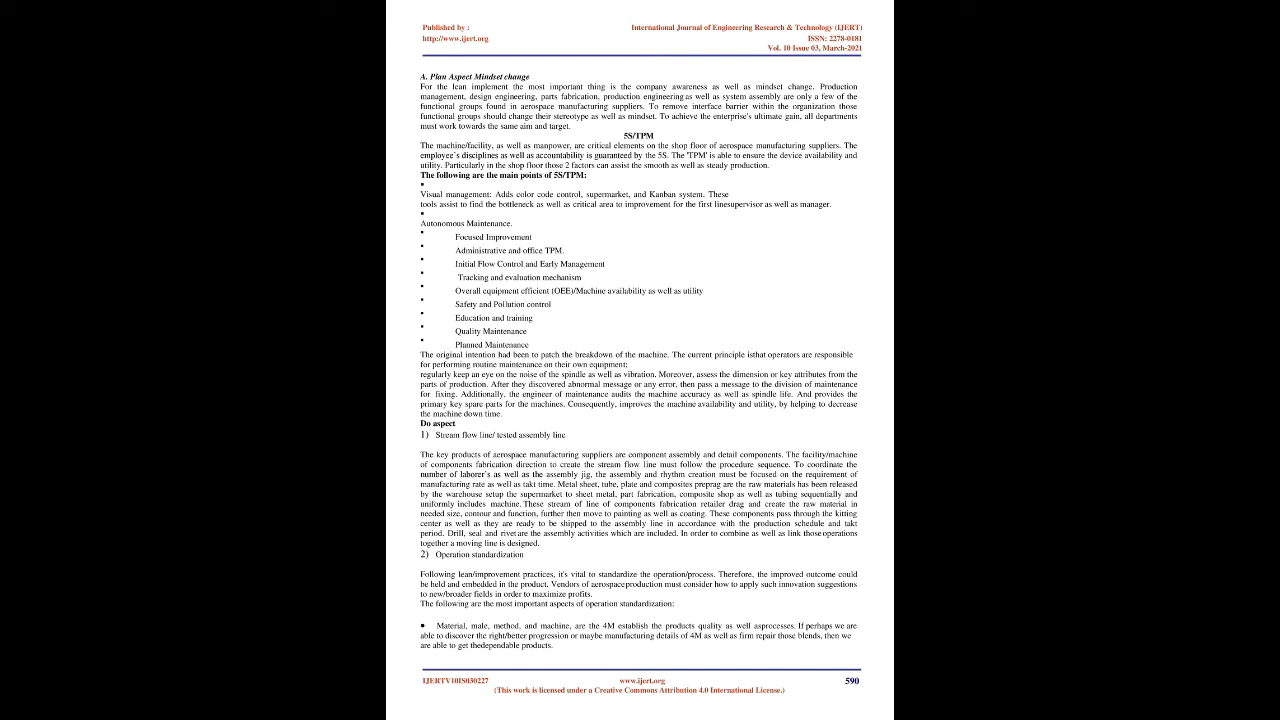 Published by :
International Journal of Engineering Research & Technology (IJERT)
http://www.ijert.org
ISSN: 2278-0181
Vol. 10 Issue 03, March-2021
A. Plan Aspect Mindset change
For the lean implement the most important thing is the company awareness as well as mindset change. Production
management, design engineering, parts fabrication, production engineering as well as system assembly are only a few of the
functional groups found in aerospace manufacturing suppliers. To remove interface barrier within the organization those
functional groups should change their stereotype as well as mindset. To achieve the enterprise's ultimate gain, all departments
must work towards the same aim and target.
5S/TPM
The machine/facility, as well as manpower, are critical elements on the shop floor of aerospace manufacturing suppliers. The
employee's disciplines as well as accountability is guaranteed by the 5S. The 'TPM' is able to ensure the device availability and
utility. Particularly in the shop floor those 2 factors can assist the smooth as well as steady production.
The following are the main points of 5S/TPM:
▪
Visual management: Adds color code control, supermarket, and Kanban system. These
tools assist to find the bottleneck as well as critical area to improvement for the first linesupervisor as well as manager.
▪
Autonomous Maintenance.
▪ Focused Improvement
▪ Administrative and office TPM.
▪ Initial Flow Control and Early Management
▪ Tracking and evaluation mechanism
▪ Overall equipment efficient (OEE)/Machine availability as well as utility
▪ Safety and Pollution control
▪ Education and training
▪ Quality Maintenance
▪ Planned Maintenance
The original intention had been to patch the breakdown of the machine. The current principle isthat operators are responsible
for performing routine maintenance on their own equipment;
regularly keep an eye on the noise of the spindle as well as vibration. Moreover, assess the dimension or key attributes from the
parts of production. After they discovered abnormal message or any error, then pass a message to the division of maintenance
for fixing. Additionally, the engineer of maintenance audits the machine accuracy as well as spindle life. And provides the
primary key spare parts for the machines. Consequently, improves the machine availability and utility, by helping to decrease
the machine down time.
Do aspect
1) Stream flow line/ tested assembly line
The key products of aerospace manufacturing suppliers are component assembly and detail components. The facility/machine
of components fabrication direction to create the stream flow line must follow the procedure sequence. To coordinate the
number of laborer's as well as the assembly jig, the assembly and rhythm creation must be focused on the requirement of
manufacturing rate as well as takt time. Metal sheet, tube, plate and composites preprag are the raw materials has been released
by the warehouse setup the supermarket to sheet metal, part fabrication, composite shop as well as tubing sequentially and
uniformly includes machine. These stream of line of components fabrication retailer drag and create the raw material in
needed size, contour and function, further then move to painting as well as coating. These components pass through the kitting
center as well as they are ready to be shipped to the assembly line in accordance with the production schedule and takt
period. Drill, seal and rivet are the assembly activities which are included. In order to combine as well as link those operations
together a moving line is designed.
2) Operation standardization
Following lean/improvement practices, it's vital to standardize the operation/process. Therefore, the improved outcome could
be held and embedded in the product. Vendors of aerospace production must consider how to apply such innovation suggestions
to new/broader fields in order to maximize profits.
The following are the most important aspects of operation standardization:
● Material, male, method, and machine, are the 4M establish the products quality as well asprocesses. If perhaps we are
able to discover the right/better progression or maybe manufacturing details of 4M as well as firm repair those blends, then we
are able to get thedependable products.
IJERTV10IS030227
www.ijert.org
590
(This work is licensed under a Creative Commons Attribution 4.0 International License.)